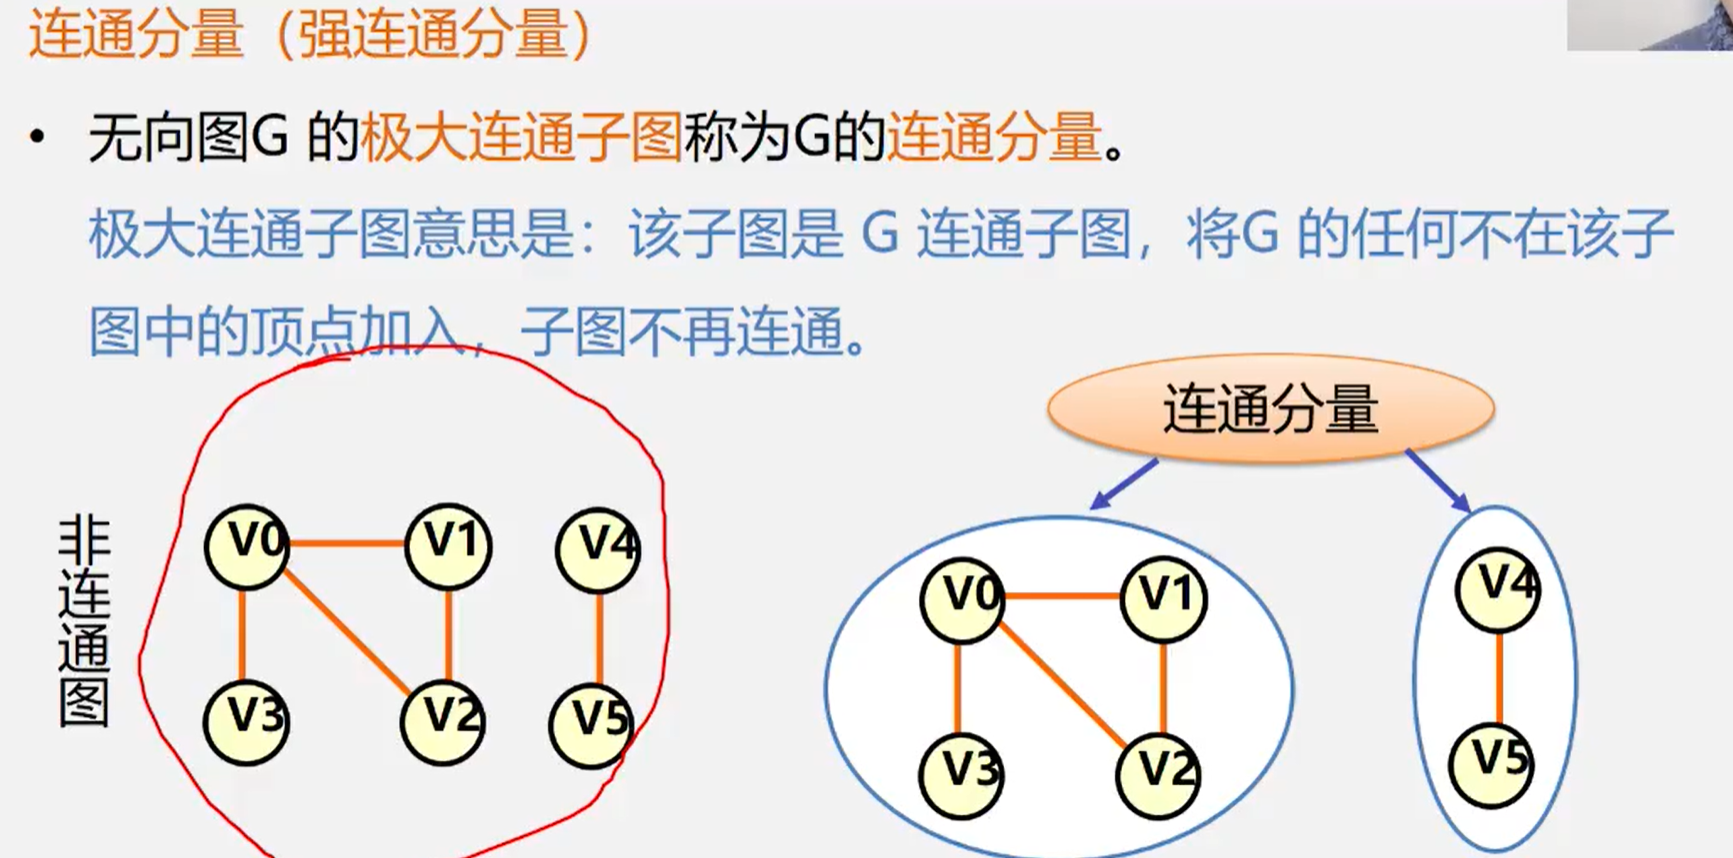 连通分量（强连通分量）
• 无向图G 的极大连通子图称为G的连通分量。
极大连通子图意思是：该子图是 G 连通子图，将G 的任何不在该子
图中的顶点加入，子图不再连通。
连通分量
非连通图
V0 V1 V4
V3 V2 V5
V0 V1
V3 V2
V4
V5